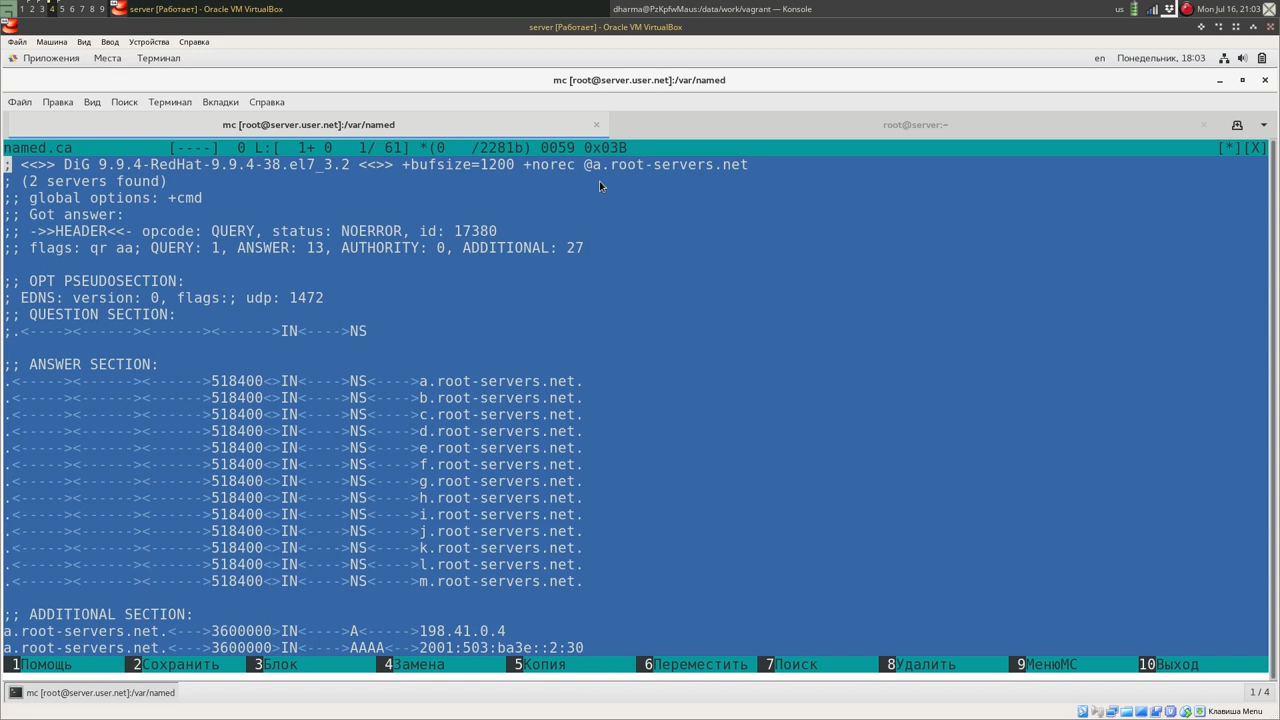 1 2 3 4 5 6 7 8 9 server [Работает] - Oracle VM VirtualBox dharma@PzKpfwMaus:/data/work/vagrant — Konsole us Mon Jul 16, 21:03
server [Работает] - Oracle VM VirtualBox
Файл Машина Вид Ввод Устройства Справка
Приложения Места Терминал en Понедельник, 18:03
mc [root@server.user.net]:/var/named
Файл Правка Вид Поиск Терминал Вкладки Справка
mc [root@server.user.net]:/var/named × root@server:~ ×
named.ca [----] 0 L:[ 1+ 0 1/ 61] *(0 /2281b) 0059 0x03B [*][X]
; <<>> DiG 9.9.4-RedHat-9.9.4-38.el7_3.2 <<>> +bufsize=1200 +norec @a.root-servers.net
; (2 servers found)
;; global options: +cmd
;; Got answer:
;; ->>HEADER<<- opcode: QUERY, status: NOERROR, id: 17380
;; flags: qr aa; QUERY: 1, ANSWER: 13, AUTHORITY: 0, ADDITIONAL: 27
;; OPT PSEUDOSECTION:
; EDNS: version: 0, flags:; udp: 1472
;; QUESTION SECTION:
;.<----><------><------><------>IN<---->NS
;; ANSWER SECTION:
.<-----><------><------>518400<>IN<---->NS<---->a.root-servers.net.
.<-----><------><------>518400<>IN<---->NS<---->b.root-servers.net.
.<-----><------><------>518400<>IN<---->NS<---->c.root-servers.net.
.<-----><------><------>518400<>IN<---->NS<---->d.root-servers.net.
.<-----><------><------>518400<>IN<---->NS<---->e.root-servers.net.
.<-----><------><------>518400<>IN<---->NS<---->f.root-servers.net.
.<-----><------><------>518400<>IN<---->NS<---->g.root-servers.net.
.<-----><------><------>518400<>IN<---->NS<---->h.root-servers.net.
.<-----><------><------>518400<>IN<---->NS<---->i.root-servers.net.
.<-----><------><------>518400<>IN<---->NS<---->j.root-servers.net.
.<-----><------><------>518400<>IN<---->NS<---->k.root-servers.net.
.<-----><------><------>518400<>IN<---->NS<---->l.root-servers.net.
.<-----><------><------>518400<>IN<---->NS<---->m.root-servers.net.
;; ADDITIONAL SECTION:
a.root-servers.net.<--->3600000>IN<---->A<----->198.41.0.4
a.root-servers.net.<--->3600000>IN<---->AAAA<-->2001:503:ba3e::2:30
1Помощь 2Сохранить 3Блок 4Замена 5Копия 6Переместить 7Поиск 8Удалить 9МенюMC 10Выход
mc [root@server.user.net]:/var/named 1 / 4
Клавиша Menu